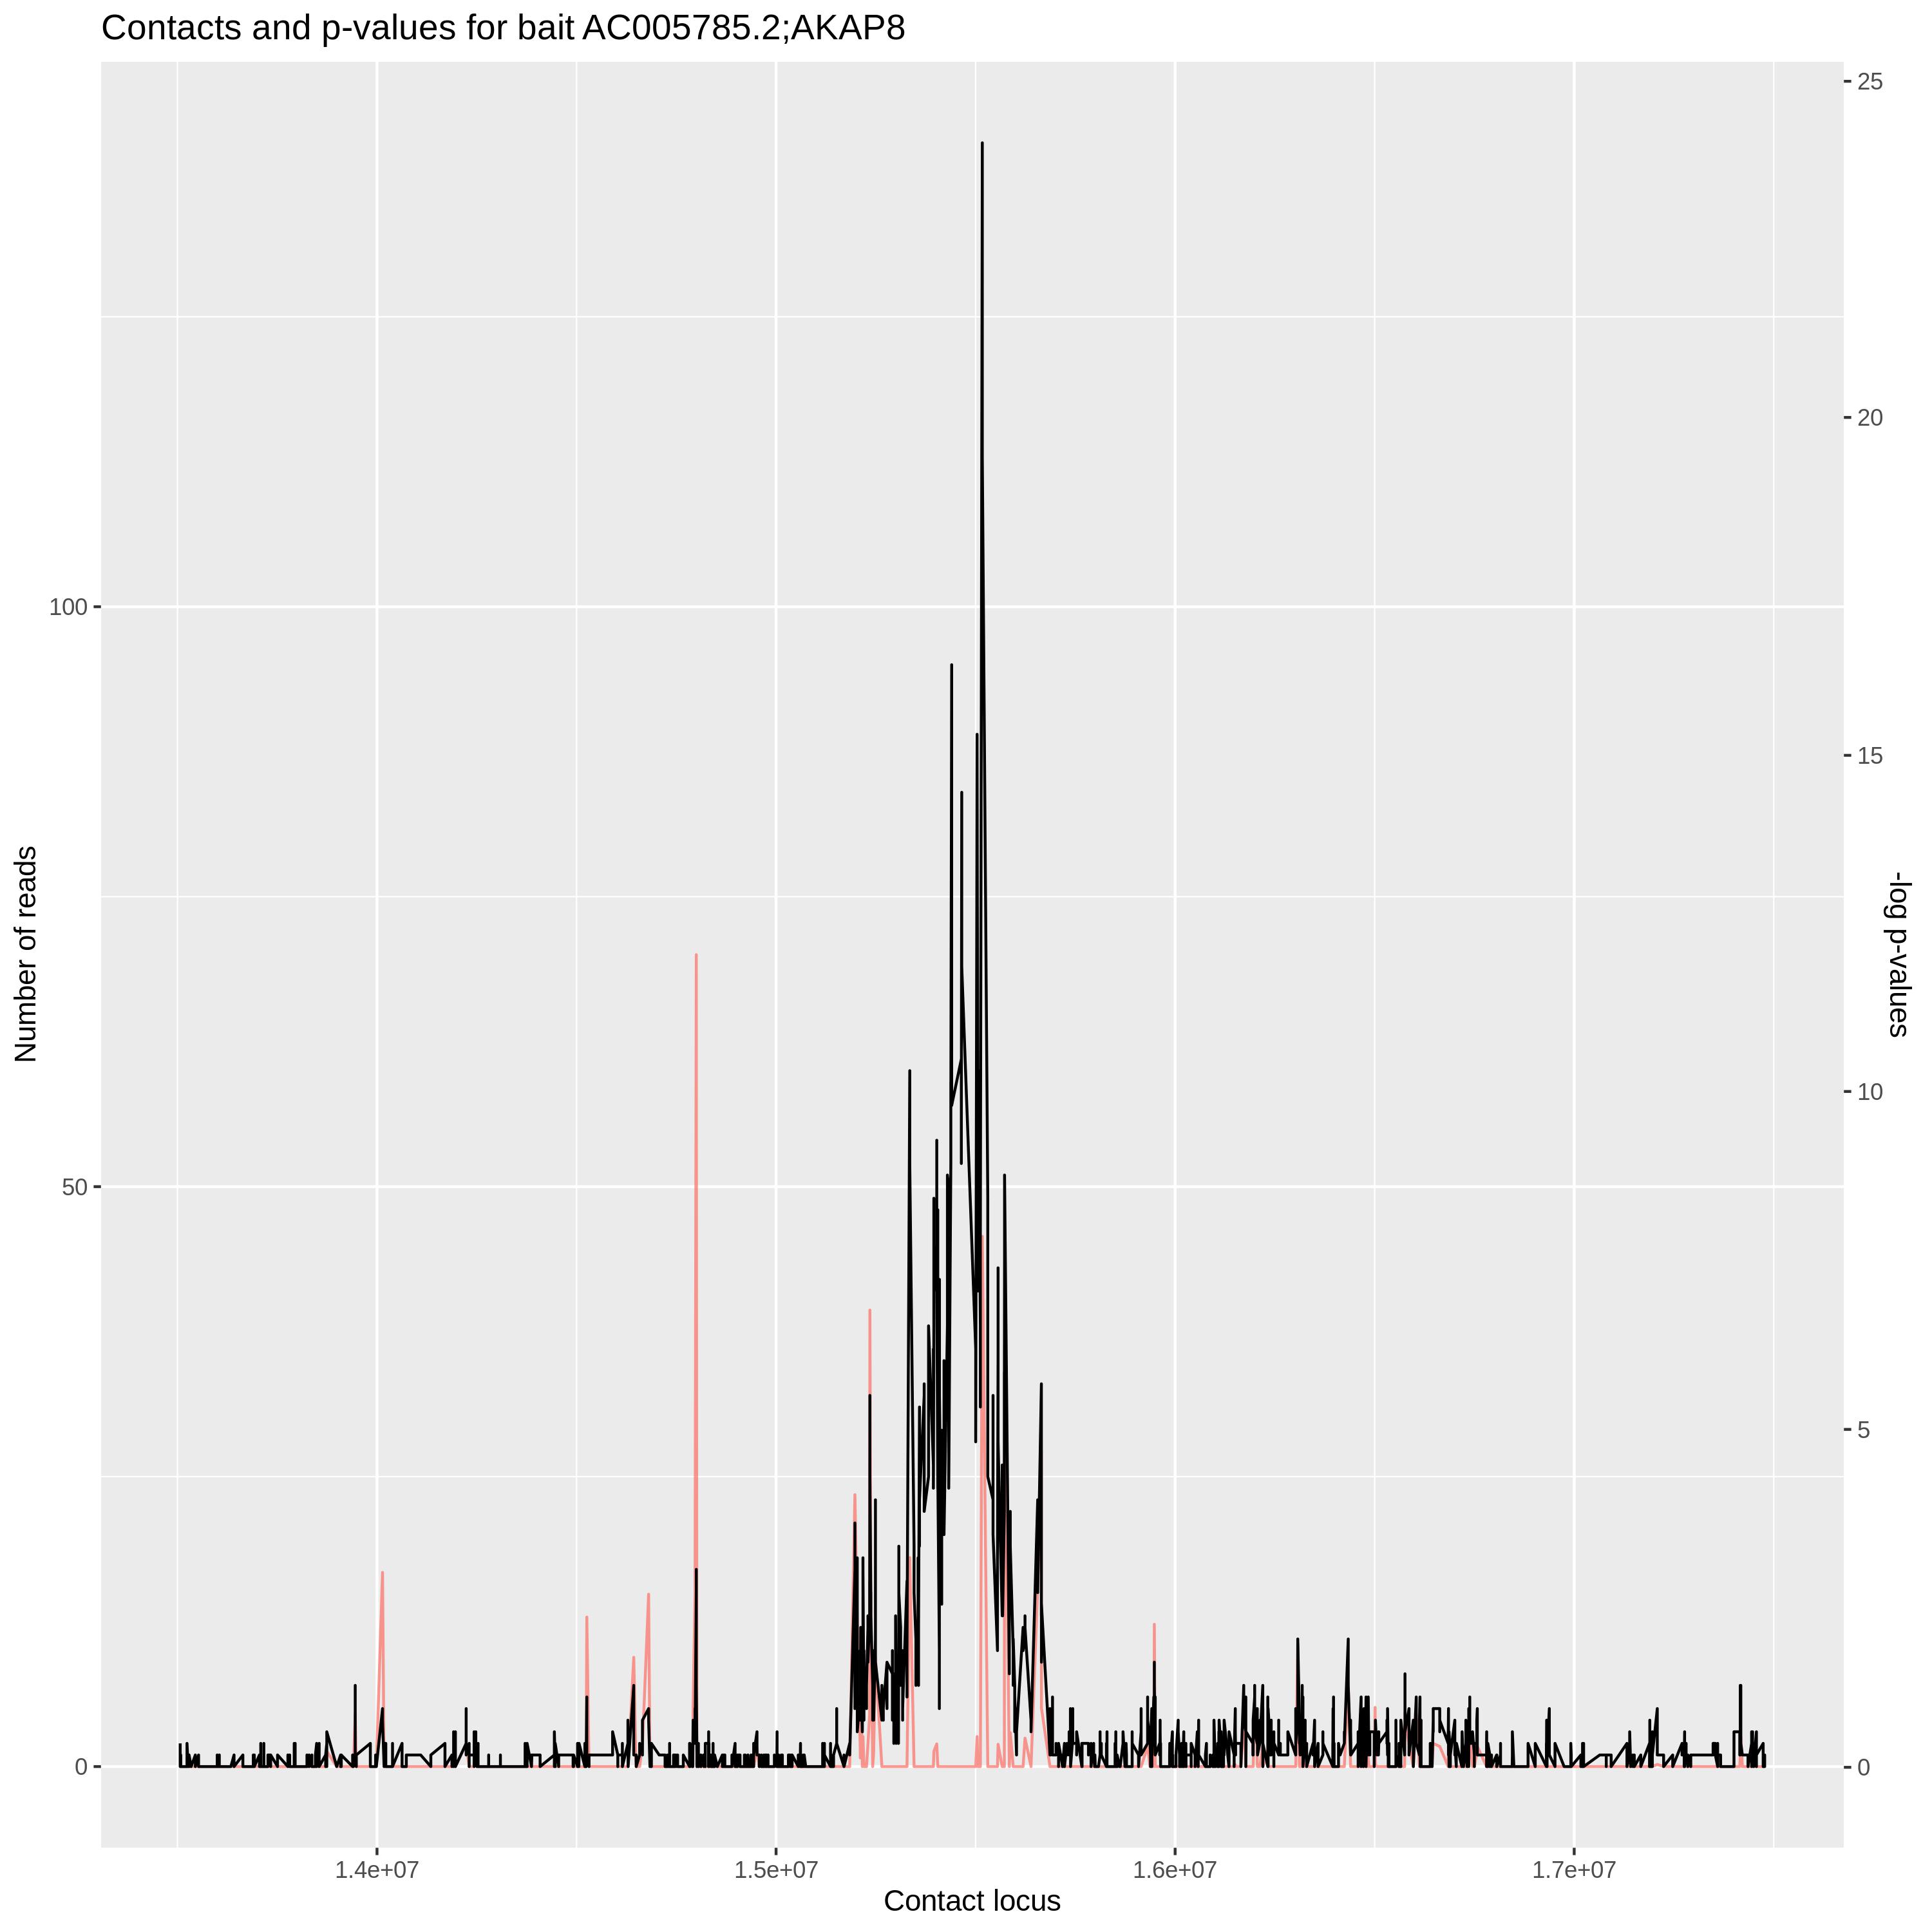 Contacts and p-values for bait AC005785.2;AKAP8
Number of reads
100
50
0
25
20
15
10
5
0
-log p-values
1.4e+07
1.5e+07
1.6e+07
1.7e+07
Contact locus